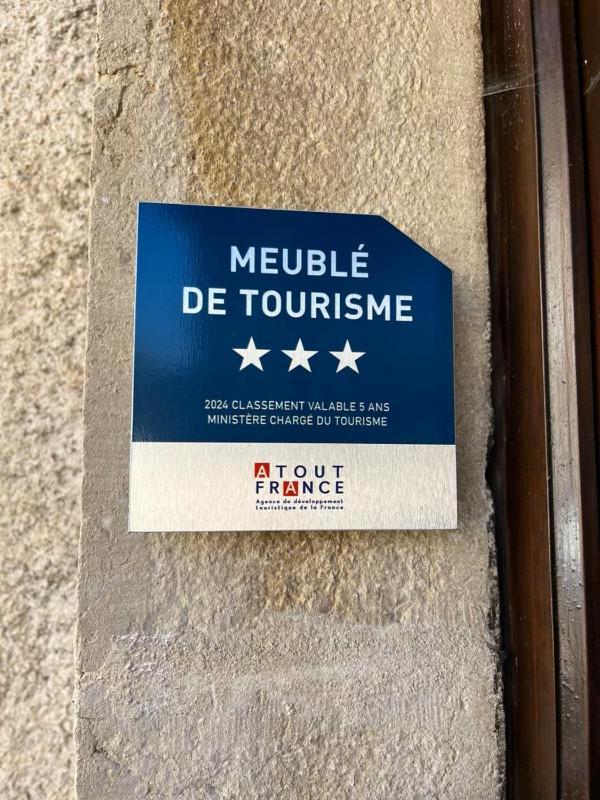 MEUBLÉ
DE TOURISME
2024 CLASSEMENT VALABLE 5 ANS
MINISTÈRE CHARGÉ DU TOURISME
ATOUT
FRANCE
Agence de développement
touristique de la France